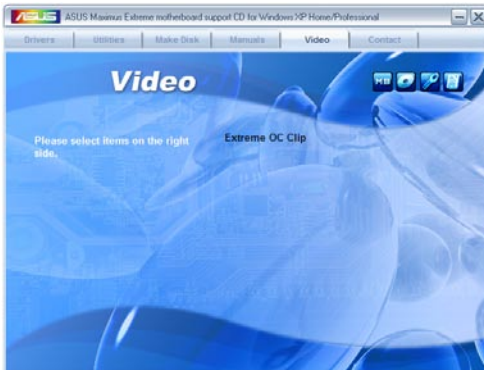 ASUS ASUS Maximus Extreme motherboard support CD for Windows XP Home/Professional
Drivers Utilities Make Disk Manuals Video Contact
Video
Please select items on the right
side.
Extreme OC Clip